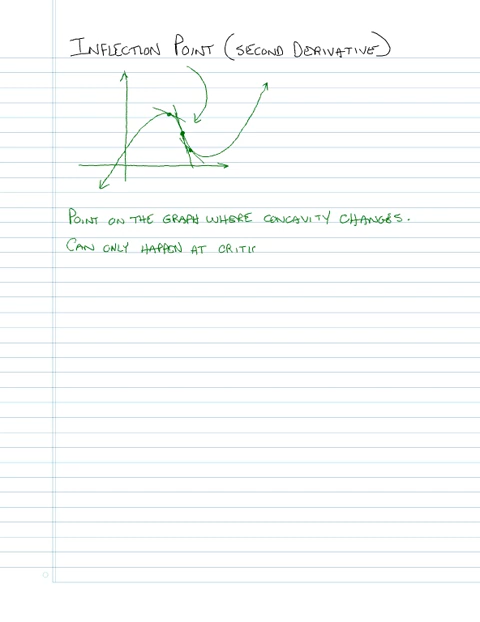 INFLECTION POINT (SECOND DERIVATIVE)
POINT ON THE GRAPH WHERE CONCAVITY CHANGES.
CAN ONLY HAPPEN AT CRITIC